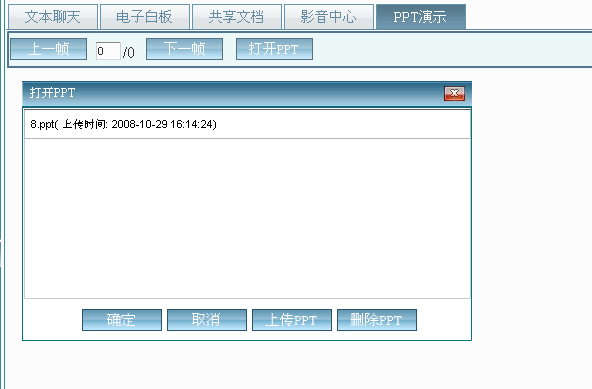 文本聊天 电子白板 共享文档 影音中心 PPT演示
上一帧 0 /0 下一帧 打开PPT
打开PPT
8.ppt( 上传时间: 2008-10-29 16:14:24)
确定 取消 上传PPT 删除PPT